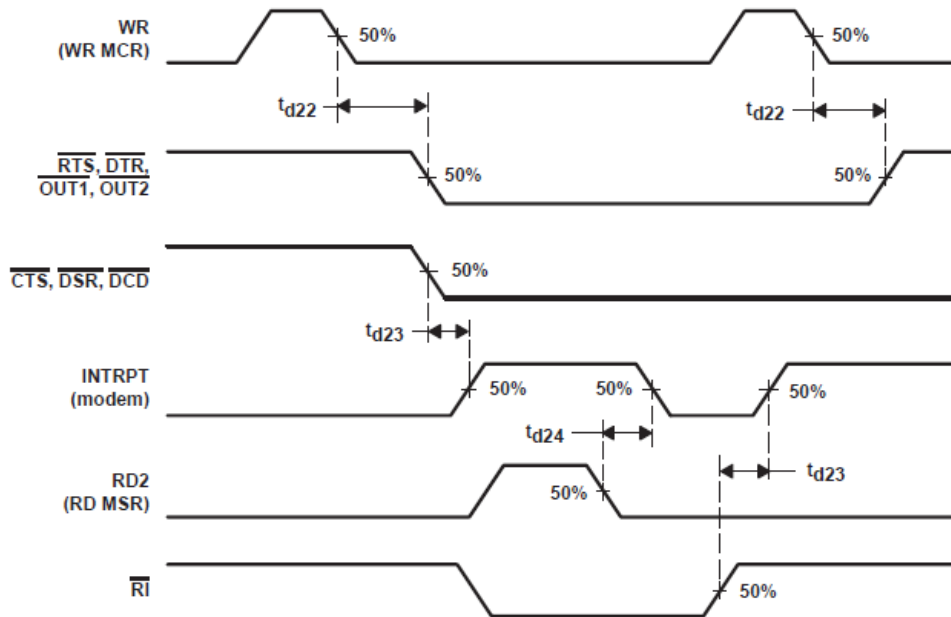 WR
(WR MCR)
50%
50%
td22
td22
RTS, DTR,
OUT1, OUT2
50%
50%
CTS, DSR, DCD
50%
td23
INTRPT
(modem)
50%
50%
50%
td24
td23
RD2
(RD MSR)
50%
RI
50%